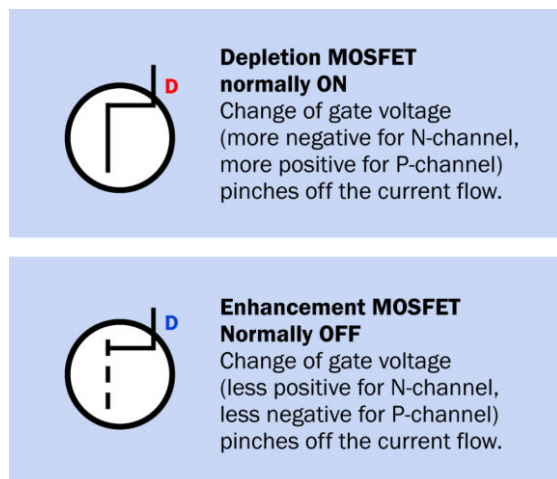 D
Depletion MOSFET
normally ON
Change of gate voltage
(more negative for N-channel,
more positive for P-channel)
pinches off the current flow.
D
Enhancement MOSFET
Normally OFF
Change of gate voltage
(less positive for N-channel,
less negative for P-channel)
pinches off the current flow.